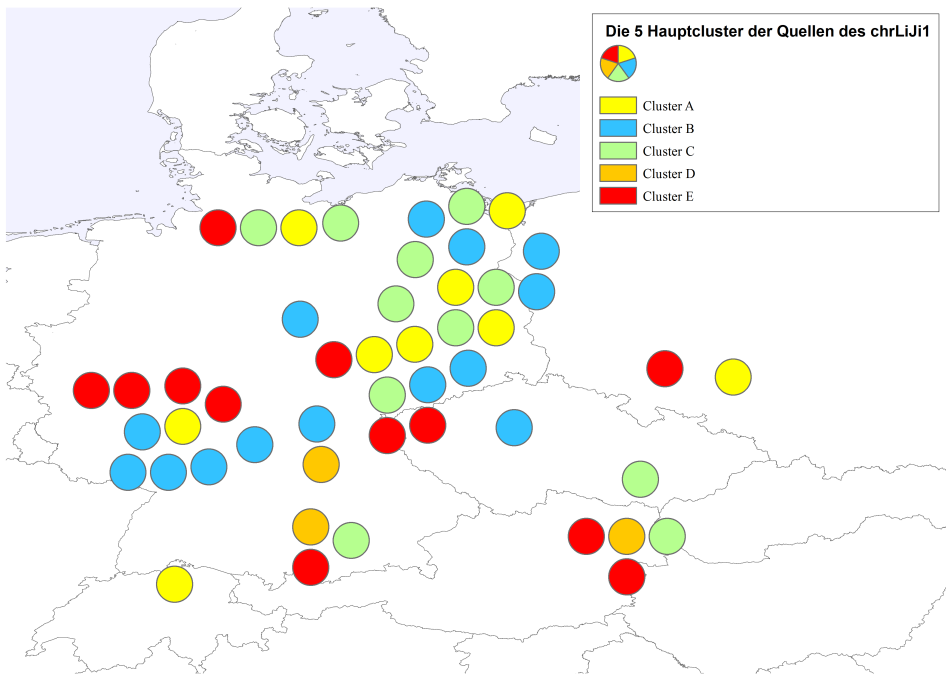 Die 5 Hauptcluster der Quellen des chrLiJi1
Cluster A
Cluster B
Cluster C
Cluster D
Cluster E